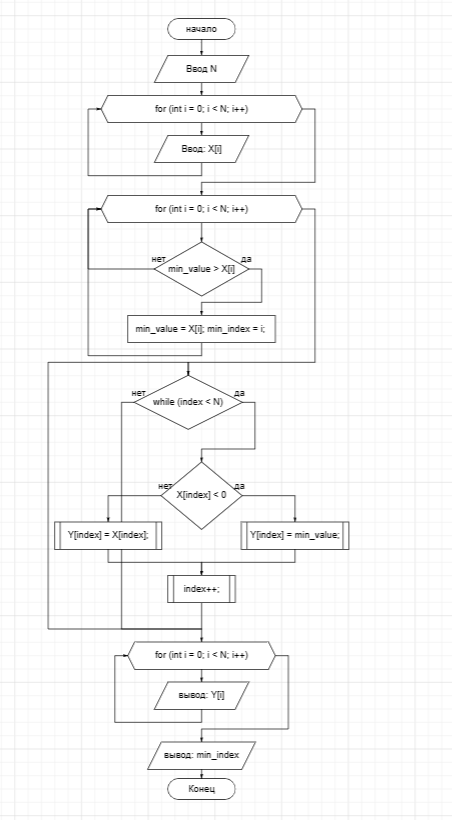 начало
Ввод N
for (int i = 0; i < N; i++)
Ввод: X[i]
for (int i = 0; i < N; i++)
нет
да
min_value > X[i]
min_value = X[i]; min_index = i;
нет
да
while (index < N)
нет
да
X[index] < 0
Y[index] = X[index];
Y[index] = min_value;
index++;
for (int i = 0; i < N; i++)
вывод: Y[i]
вывод: min_index
Конец